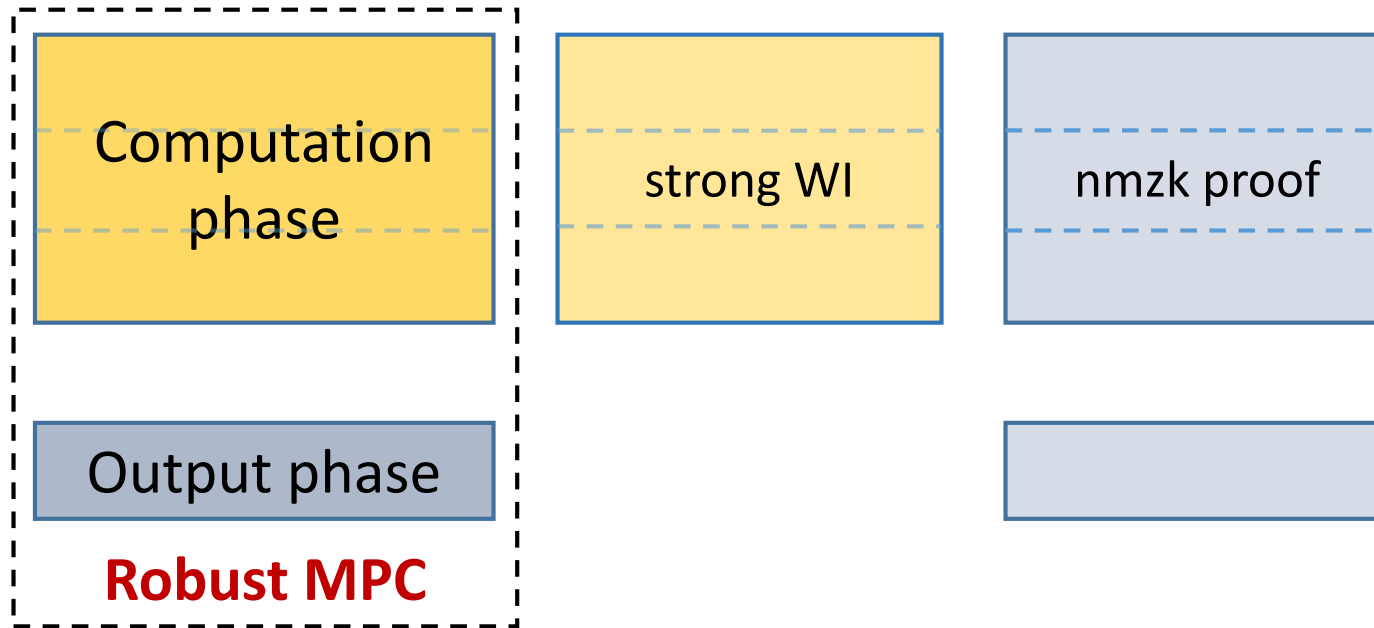 Computation
phase
strong WI
nmzk proof
Output phase
Robust MPC